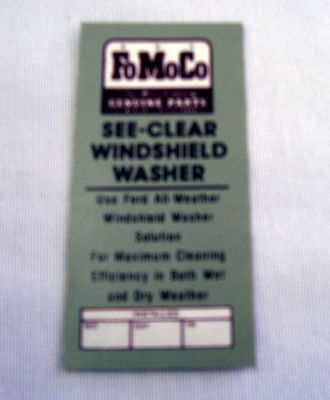 FoMoCo
GENUINE PARTS
SEE-CLEAR
WINDSHIELD
WASHER
Use Ford All Weather
Windshield Washer
Solution
For Maximum Cleaning
Efficiency in Both Wet
and Dry Weather